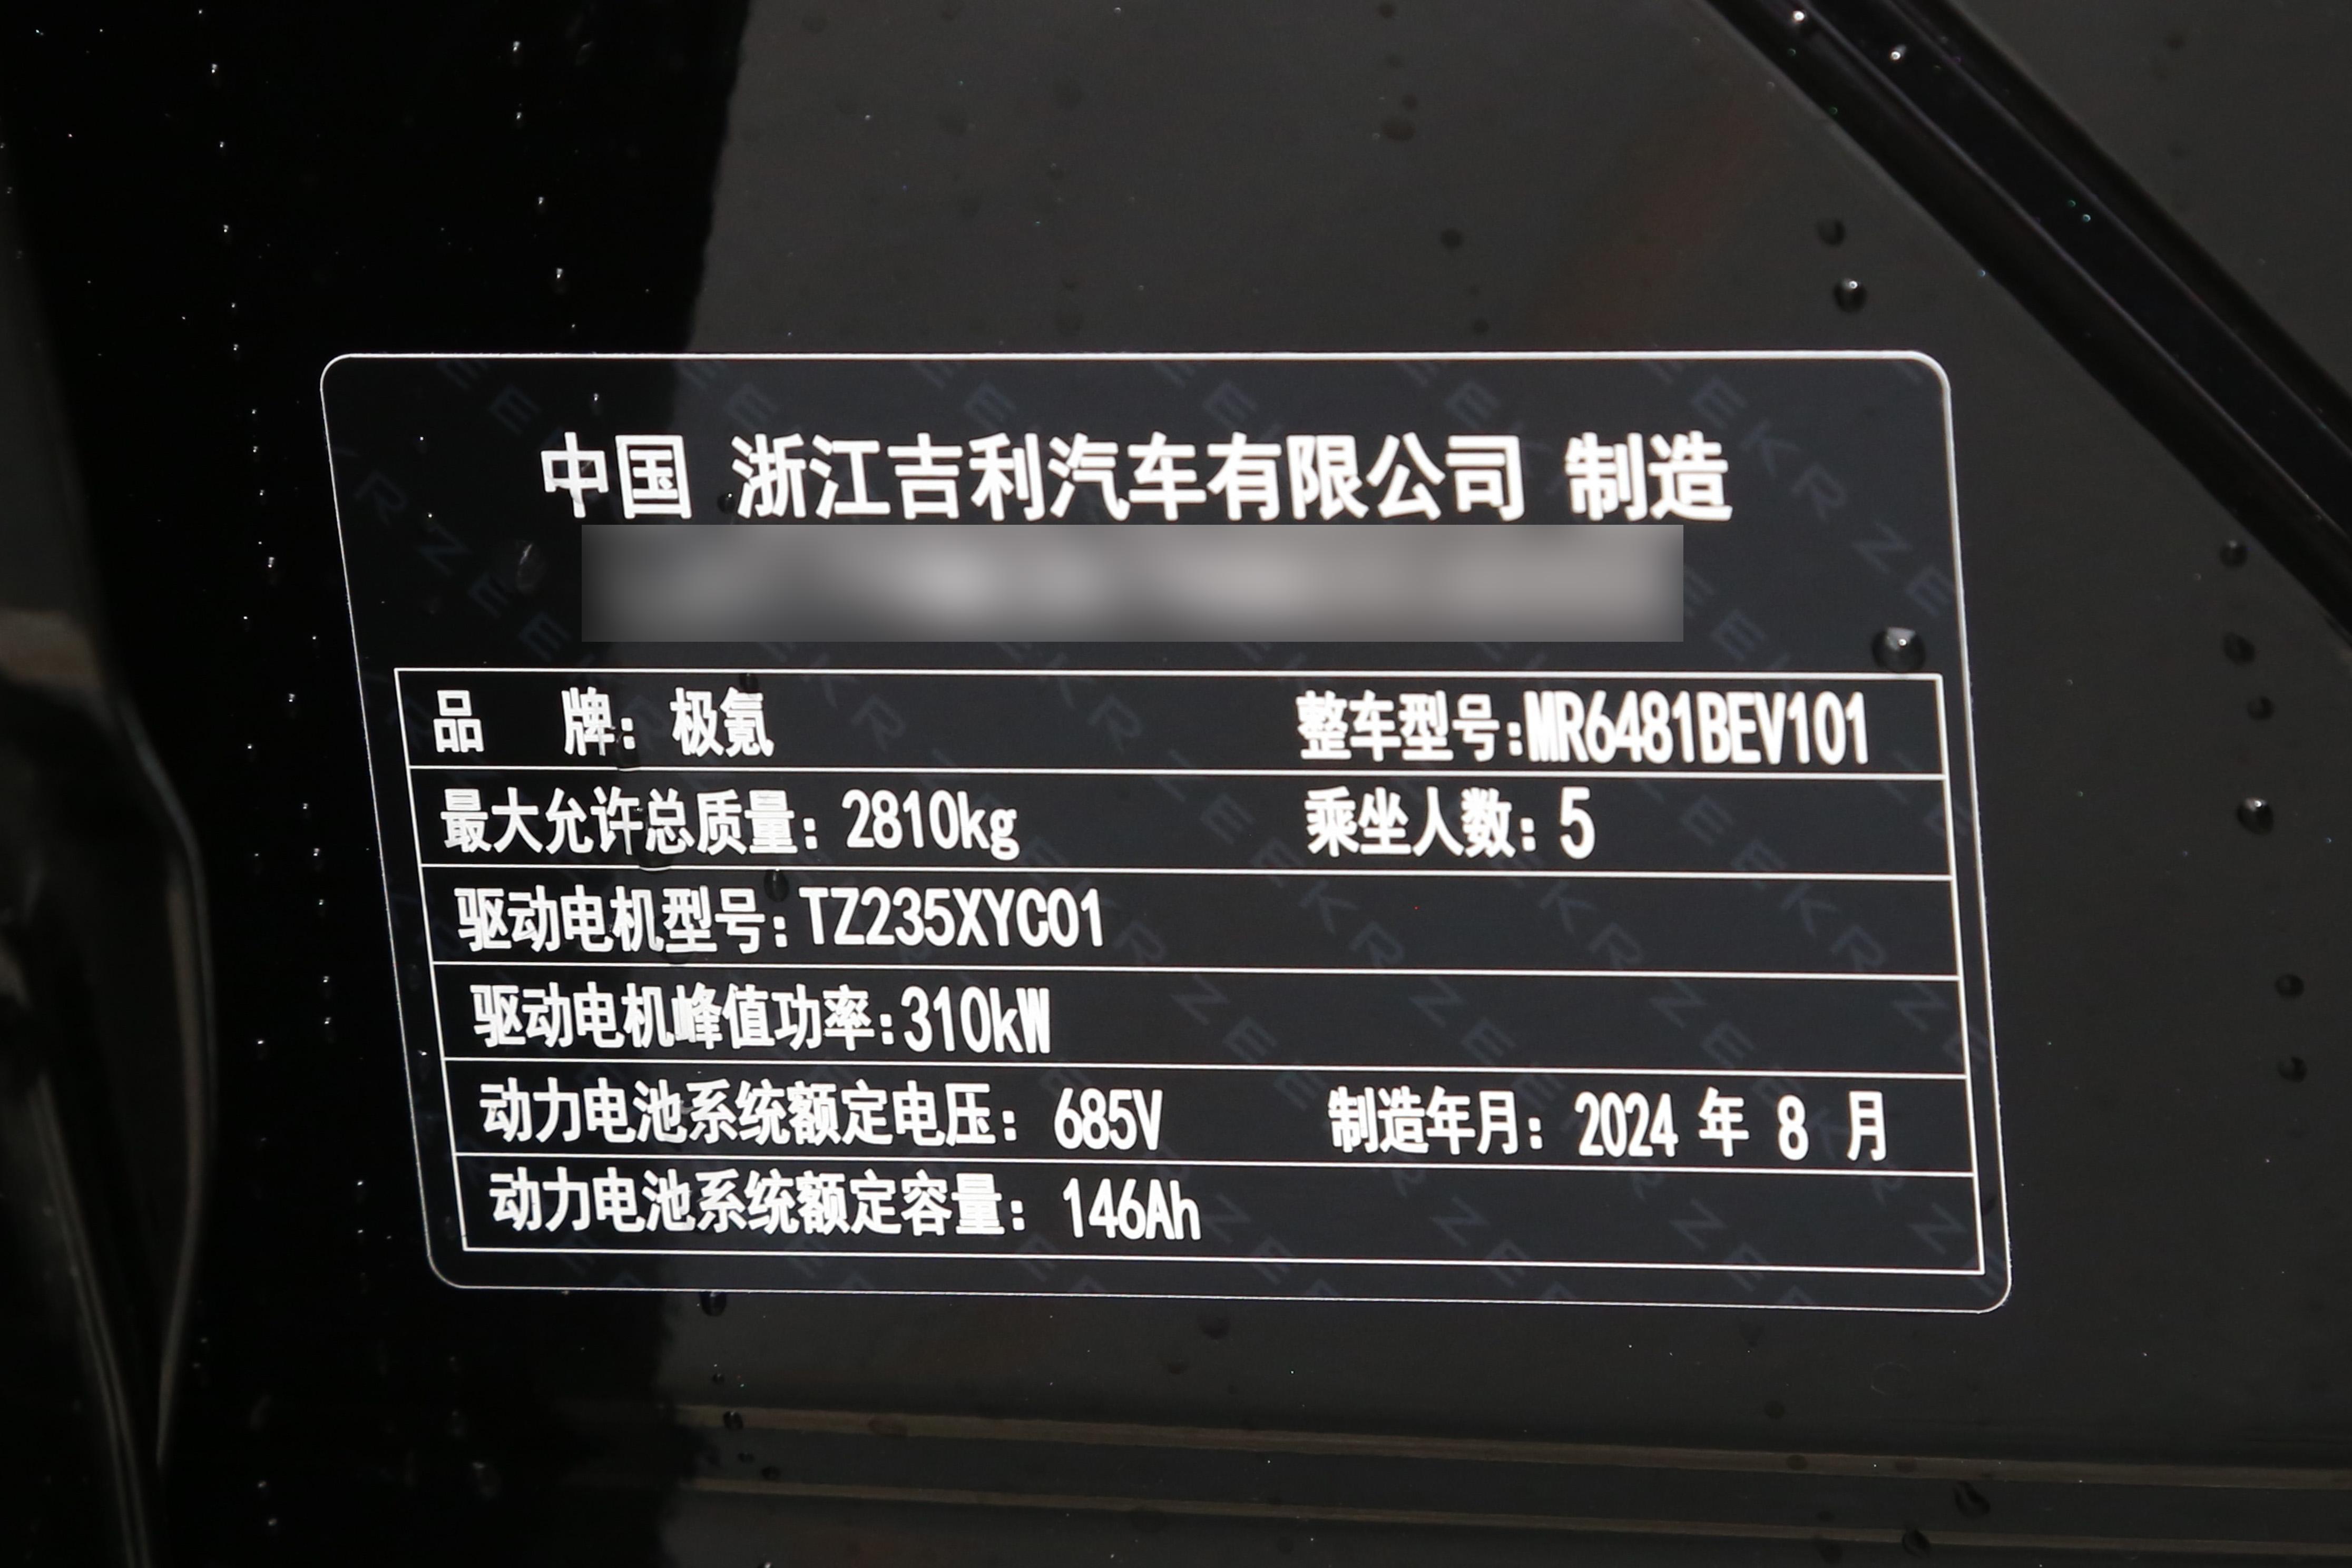 中国 浙江吉利汽车有限公司 制造
品 牌：极氪 整车型号：MR6481BEV101
最大允许总质量：2810kg 乘坐人数：5
驱动电机型号：TZ235XYC01
驱动电机峰值功率：310kW
动力电池系统额定电压：685V 制造年月：2024 年 8 月
动力电池系统额定容量：146Ah